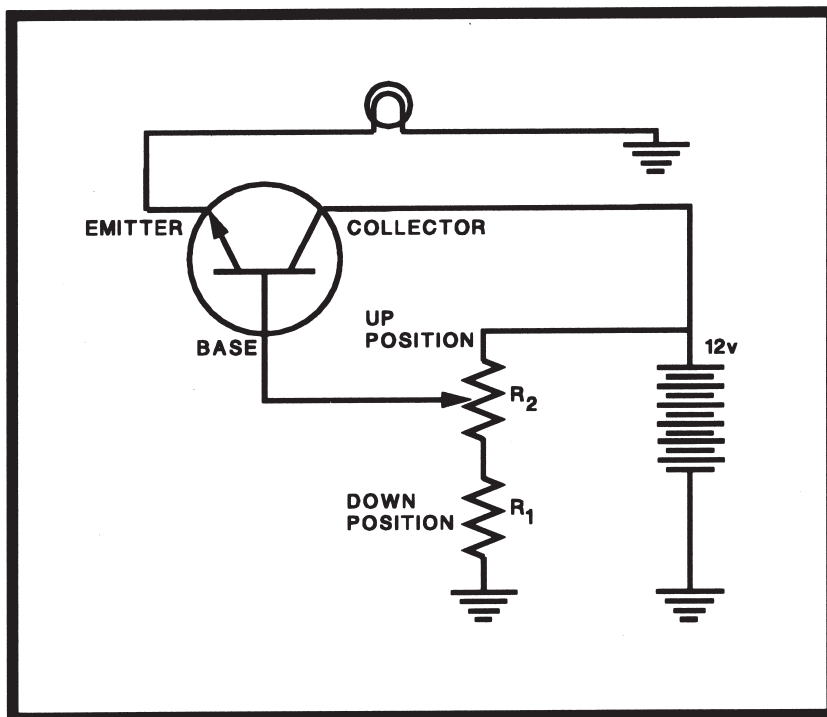 EMITTER
COLLECTOR
UP
POSITION
BASE
12v
R2
DOWN
POSITION
R1